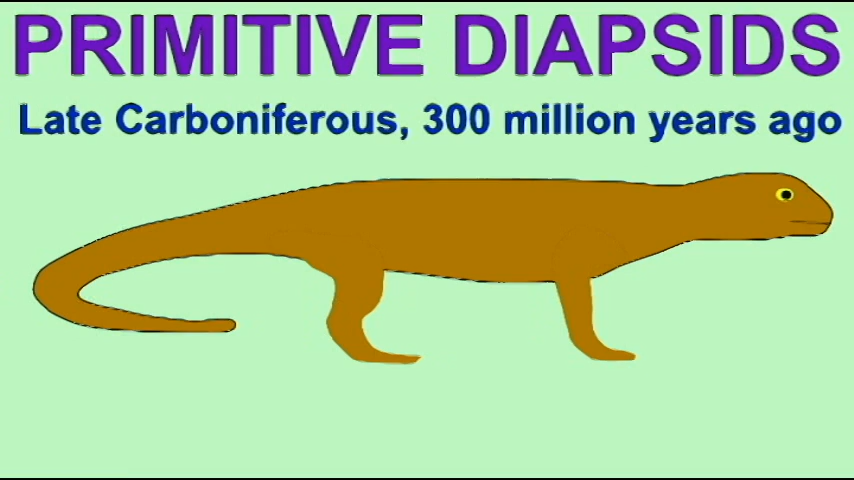 PRIMITIVE DIAPSIDS
Late Carboniferous, 300 million years ago